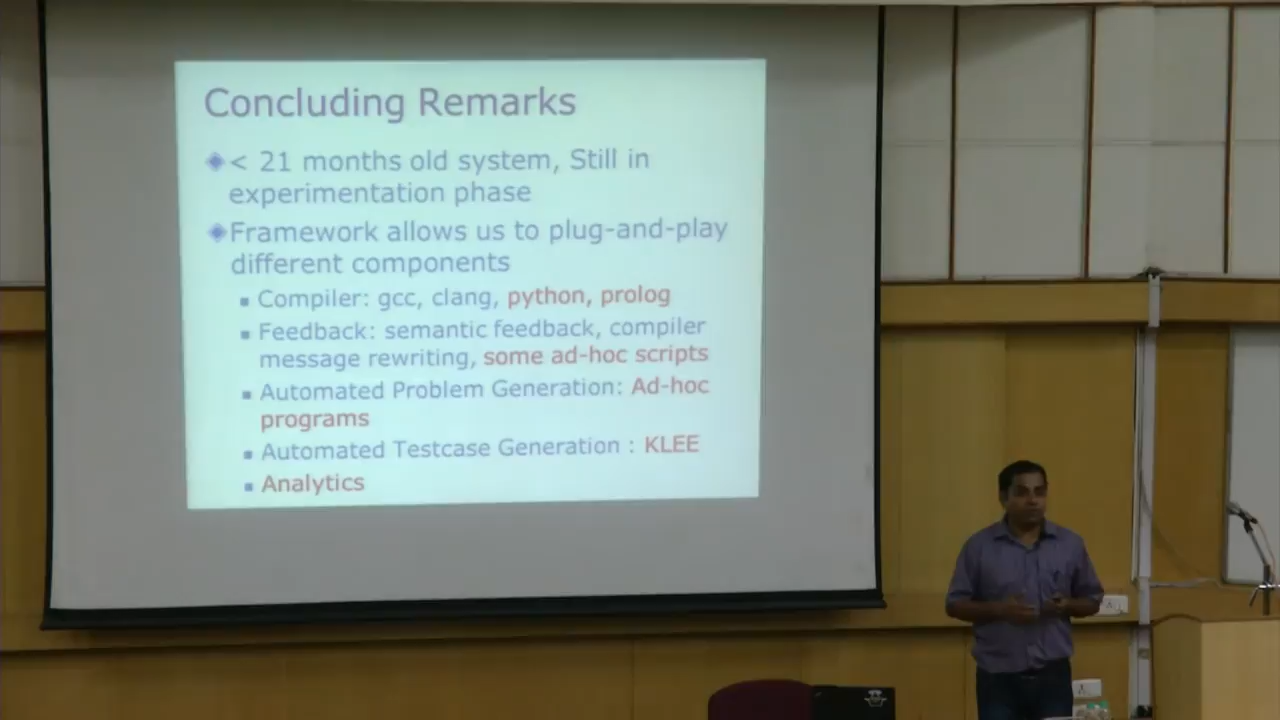 Concluding Remarks
< 21 months old system, Still in
experimentation phase
Framework allows us to plug-and-play
different components
Compiler: gcc, clang, python, prolog
Feedback: semantic feedback, compiler
message rewriting, some ad-hoc scripts
Automated Problem Generation: Ad-hoc
programs
Automated Testcase Generation : KLEE
Analytics